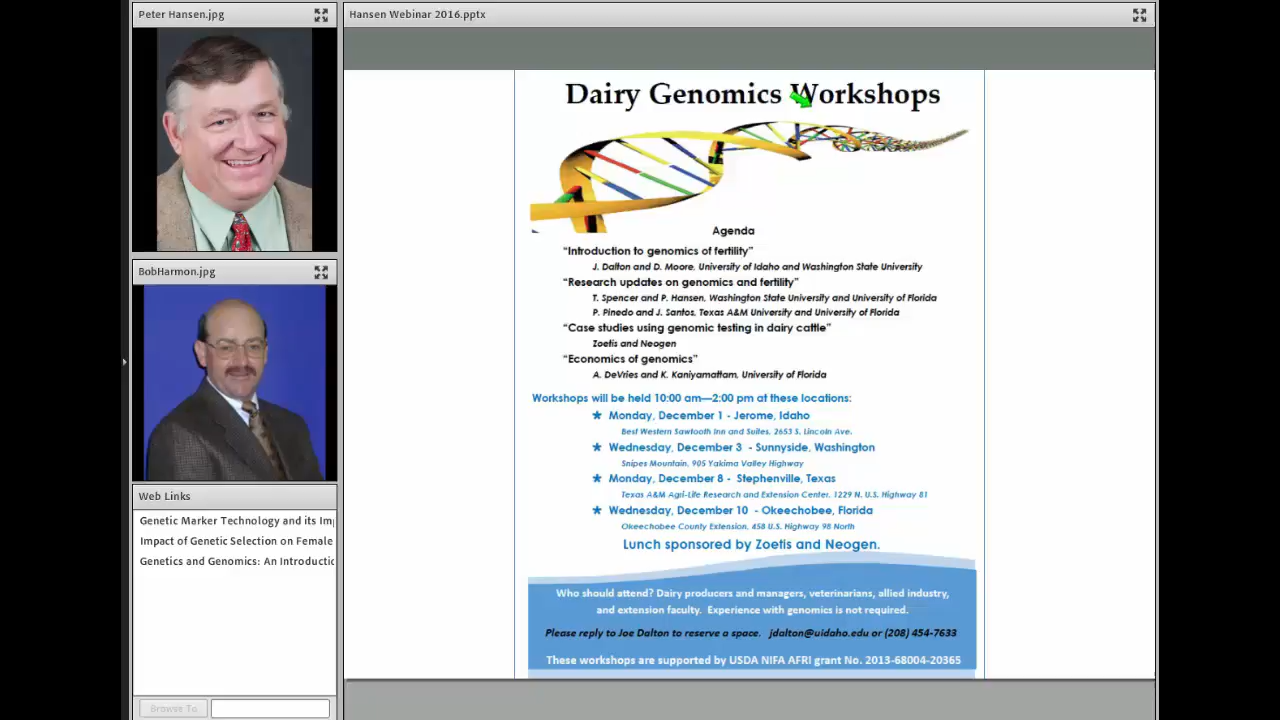 Peter Hansen.jpg
Hansen Webinar 2016.pptx
Dairy Genomics Workshops
Agenda
“Introduction to genomics of fertility”
J. Dalton and D. Moore, University of Idaho and Washington State University
“Research updates on genomics and fertility”
T. Spencer and P. Hansen, Washington State University and University of Florida
P. Pinedo and J. Santos, Texas A&M University and University of Florida
“Case studies using genomic testing in dairy cattle”
Zoetis and Neogen
“Economics of genomics”
A. DeVries and K. Kaniyamattam, University of Florida
Workshops will be held 10:00 am—2:00 pm at these locations:
Monday, December 1 - Jerome, Idaho
Best Western Sawtooth Inn and Suites, 2653 S. Lincoln Ave.
Wednesday, December 3 - Sunnyside, Washington
Snipes Mountain, 905 Yakima Valley Highway
Monday, December 8 - Stephenville, Texas
Texas A&M Agri-Life Research and Extension Center, 1229 N. U.S. Highway 81
Wednesday, December 10 - Okeechobee, Florida
Okeechobee County Extension, 458 U.S. Highway 98 North
Lunch sponsored by Zoetis and Neogen.
Who should attend? Dairy producers and managers, veterinarians, allied industry,
and extension faculty. Experience with genomics is not required.
Please reply to Joe Dalton to reserve a space. jdalton@uidaho.edu or (208) 454-7633
These workshops are supported by USDA NIFA AFRI grant No. 2013-68004-20365
BobHarmon.jpg
Web Links
Genetic Marker Technology and its Im
Impact of Genetic Selection on Female
Genetics and Genomics: An Introductic
Browse To